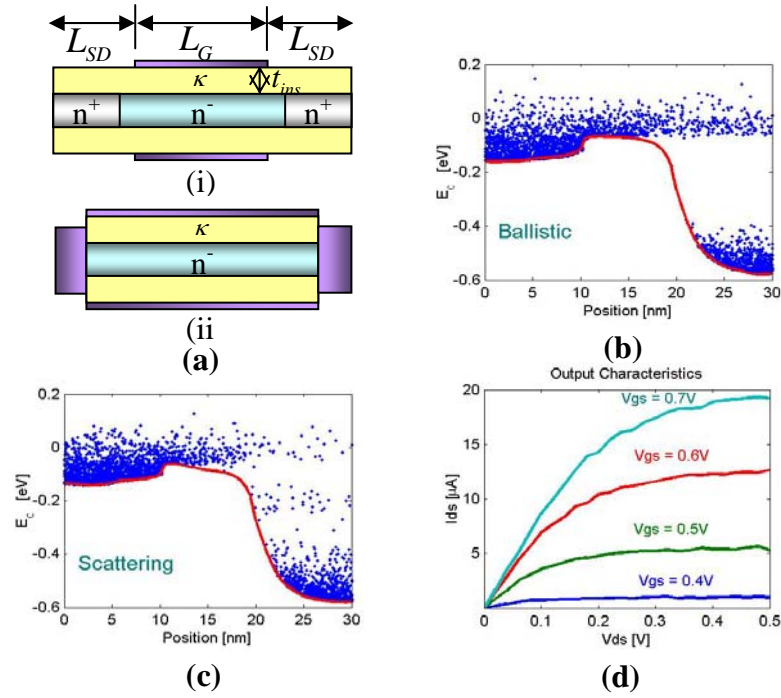 L_SD L_G L_SD
κ t_ins
n⁺ n⁻ n⁺
(i)
κ
n⁻
(ii
(a)
0.2
0
-0.2
-0.4
-0.6
E_c [eV]
Ballistic
0 5 10 15 20 25 30
Position [nm]
(b)
0.2
0
-0.2
-0.4
-0.6
E_c [eV]
Scattering
0 5 10 15 20 25 30
Position [nm]
(c)
Output Characteristics
20
15
10
5
Ids [μA]
Vgs = 0.7V
Vgs = 0.6V
Vgs = 0.5V
Vgs = 0.4V
0 0.1 0.2 0.3 0.4 0.5
Vds [V]
(d)